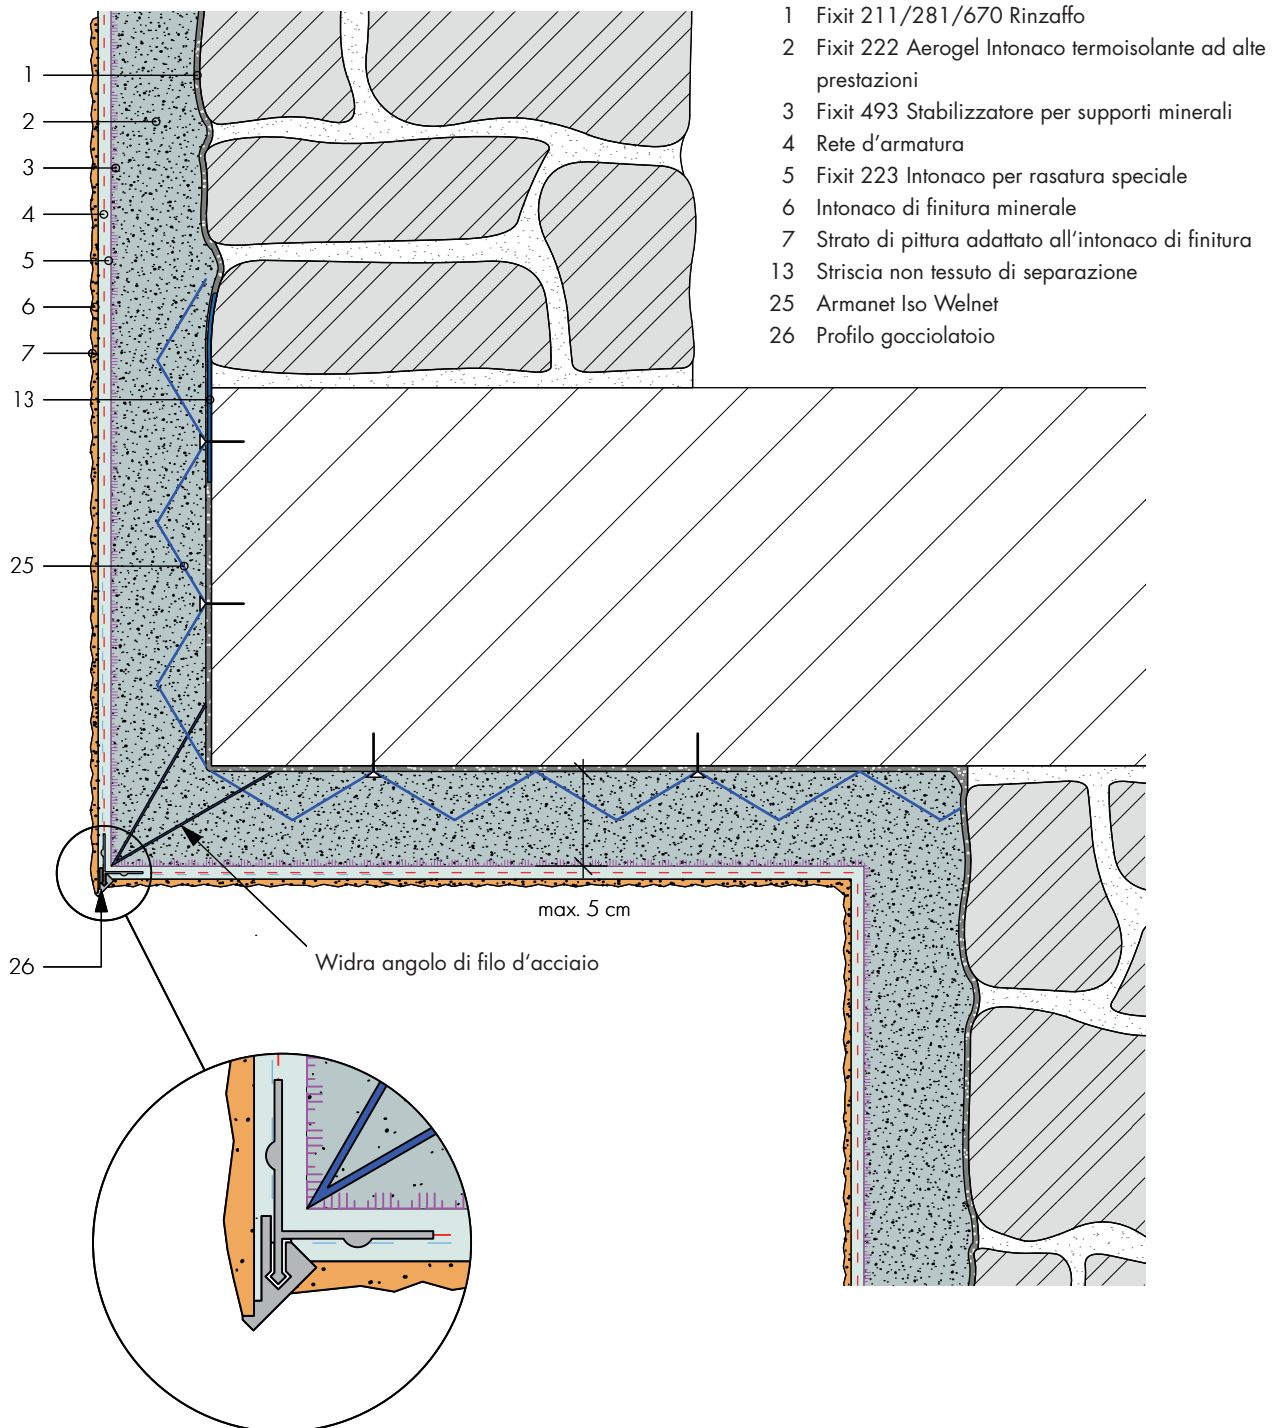 1 Fixit 211/281/670 Rinzaffo
2 Fixit 222 Aerogel Intonaco termoisolante ad alte
prestazioni
3 Fixit 493 Stabilizzatore per supporti minerali
4 Rete d’armatura
5 Fixit 223 Intonaco per rasatura speciale
6 Intonaco di finitura minerale
7 Strato di pittura adattato all’intonaco di finitura
13 Striscia non tessuto di separazione
25 Armanet Iso Welnet
26 Profilo gocciolatoio
1
2
3
4
5
6
7
13
25
max. 5 cm
Widra angolo di filo d’acciaio
26